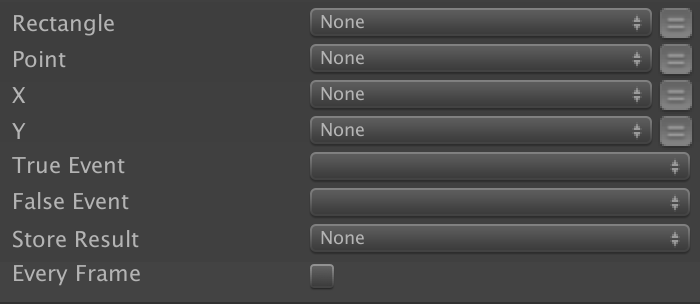 Rectangle None
Point None
X None
Y None
True Event
False Event
Store Result None
Every Frame